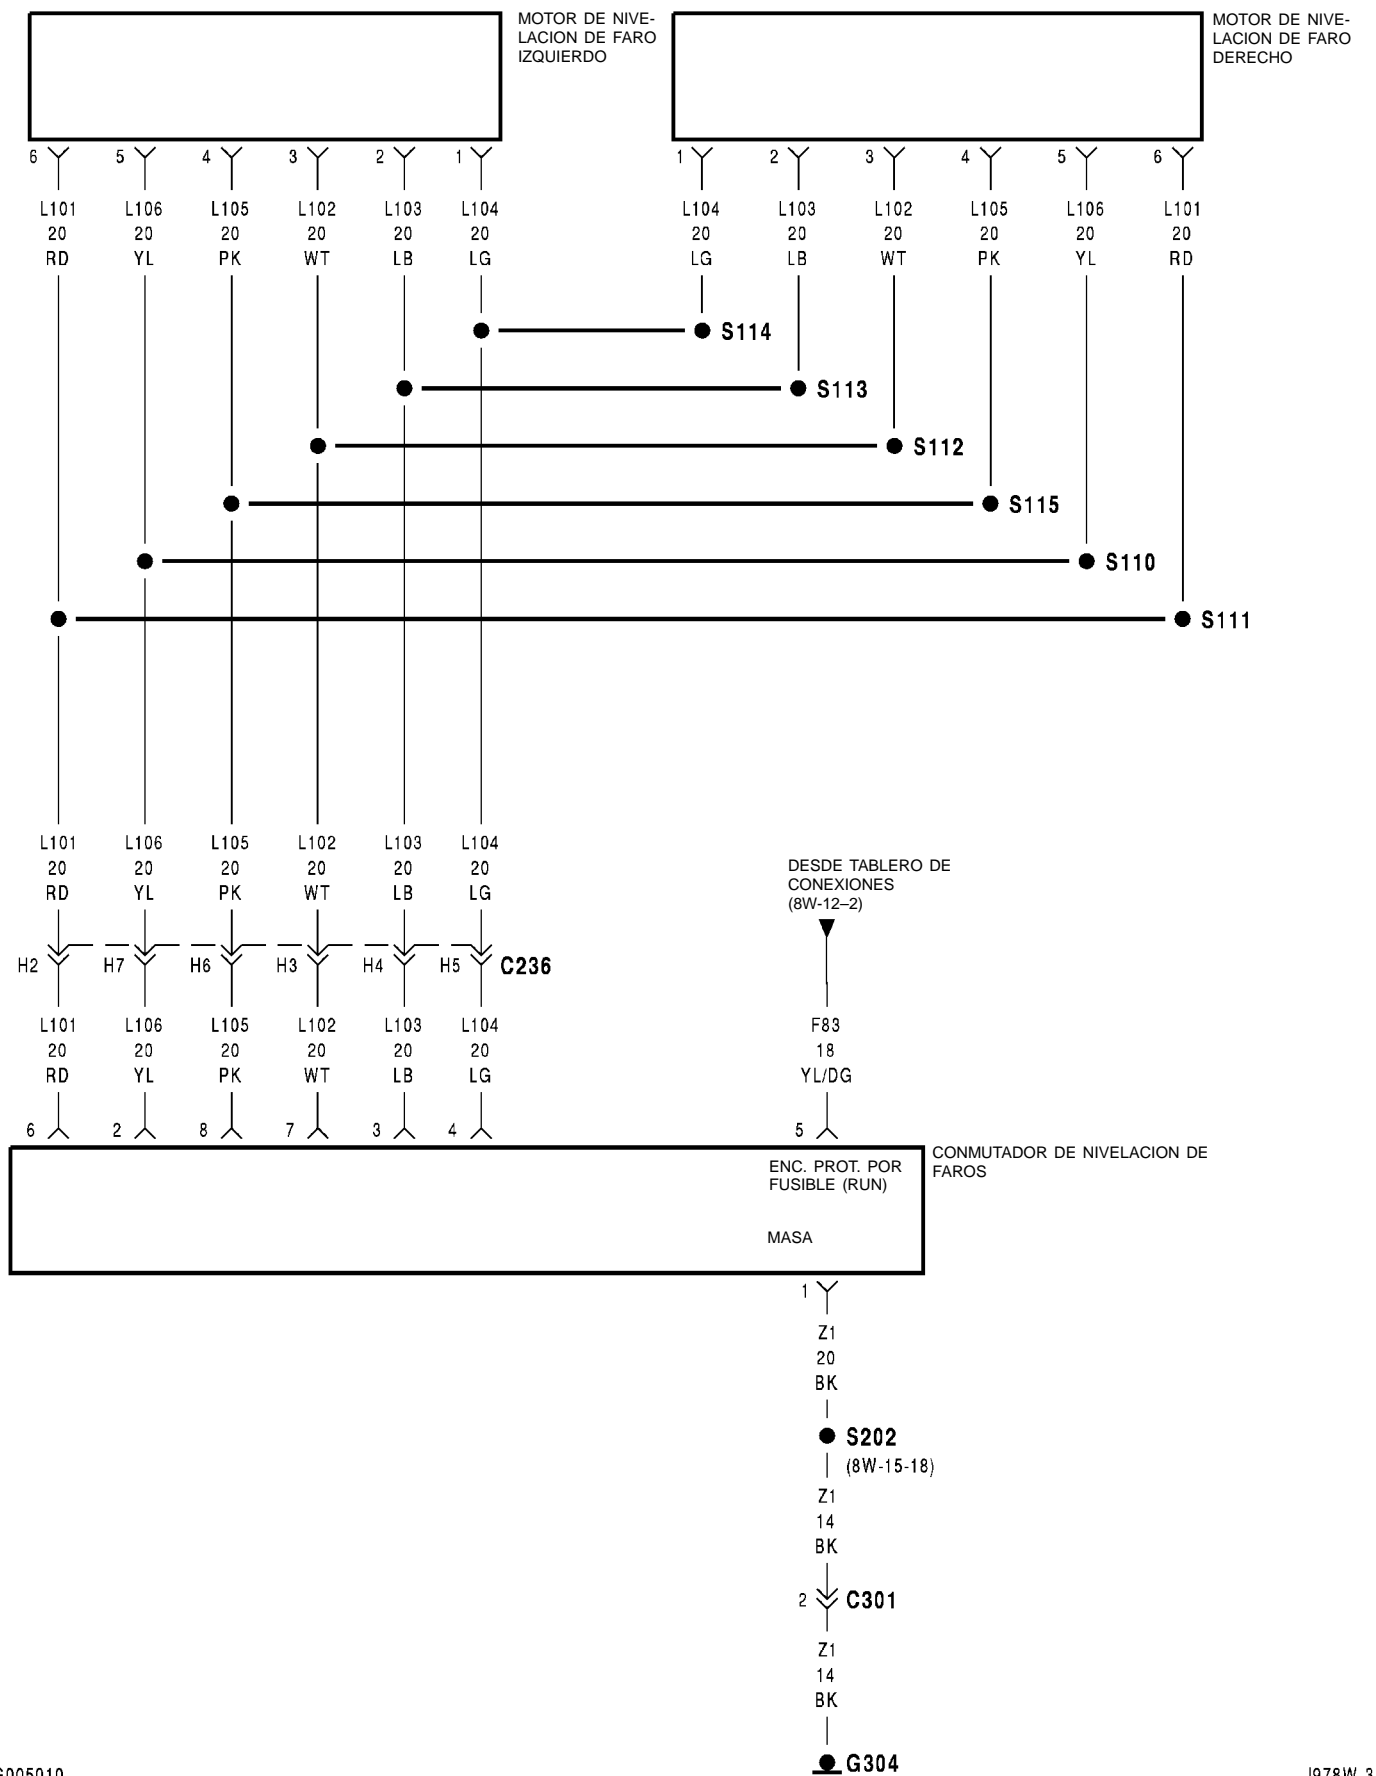 MOTOR DE NIVE-
LACION DE FARO
IZQUIERDO
MOTOR DE NIVE-
LACION DE FARO
DERECHO
6 5 4 3 2 1 1 2 3 4 5 6
L101 L106 L105 L102 L103 L104 L104 L103 L102 L105 L106 L101
20 20 20 20 20 20 20 20 20 20 20 20
RD YL PK WT LB LG LG LB WT PK YL RD
S114
S113
S112
S115
S110
S111
L101 L106 L105 L102 L103 L104
20 20 20 20 20 20
RD YL PK WT LB LG
DESDE TABLERO DE
CONEXIONES
(8W-12–2)
H2 H7 H6 H3 H4 H5 C236
L101 L106 L105 L102 L103 L104 F83
20 20 20 20 20 20 18
RD YL PK WT LB LG YL/DG
6 2 8 7 3 4 5
CONMUTADOR DE NIVELACION DE
FAROS
ENC. PROT. POR
FUSIBLE (RUN)
MASA
1
Z1
20
BK
S202
(8W-15-18)
Z1
14
BK
2 C301
Z1
14
BK
G304